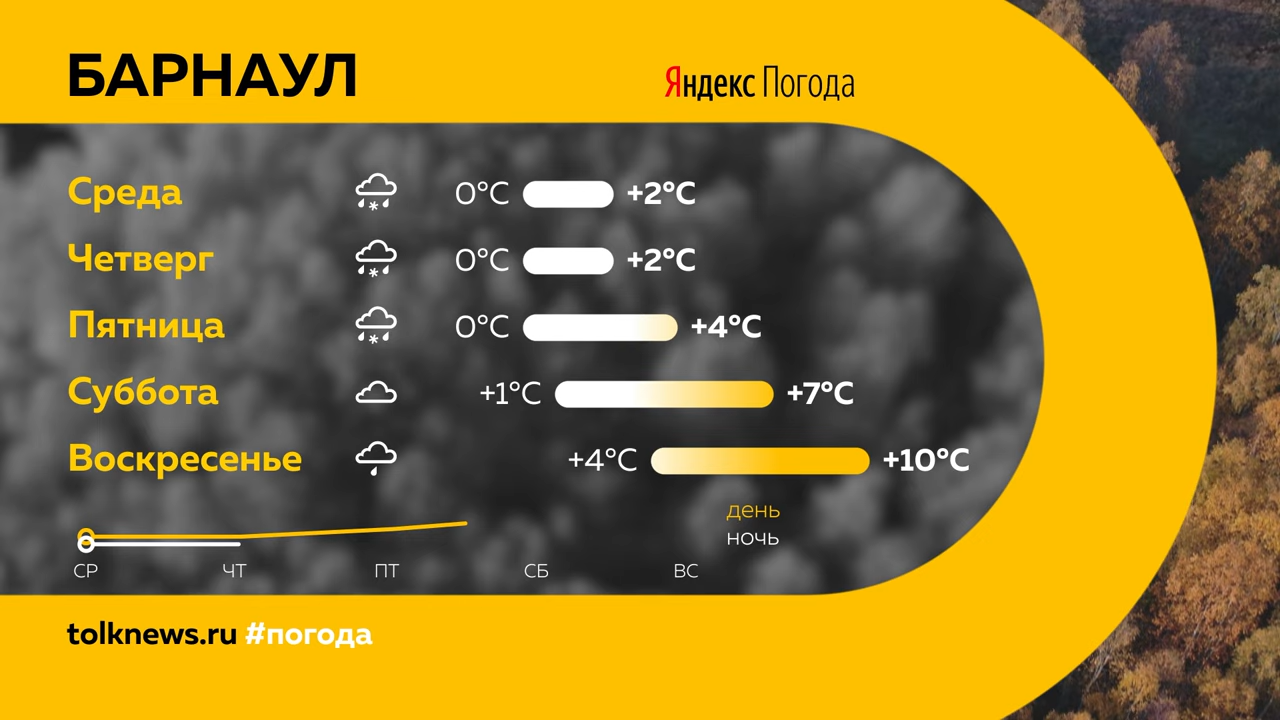 БАРНАУЛ
Яндекс Погода
Среда 0°C +2°C
Четверг 0°C +2°C
Пятница 0°C +4°C
Суббота +1°C +7°C
Воскресенье +4°C +10°C
день
ночь
СР ЧТ ПТ СБ ВС
tolknews.ru #погода